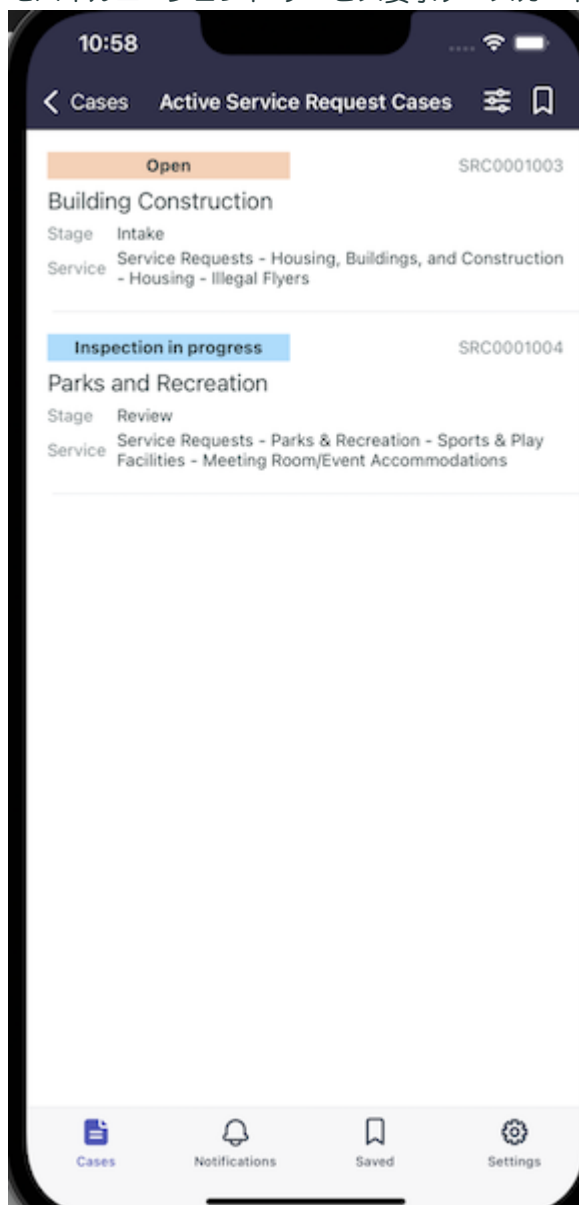 10:58
Cases Active Service Request Cases
Open SRC0001003
Building Construction
Stage Intake
Service Service Requests - Housing, Buildings, and Construction
- Housing - Illegal Flyers
Inspection in progress SRC0001004
Parks and Recreation
Stage Review
Service Service Requests - Parks & Recreation - Sports & Play
Facilities - Meeting Room/Event Accommodations
Cases Notifications Saved Settings